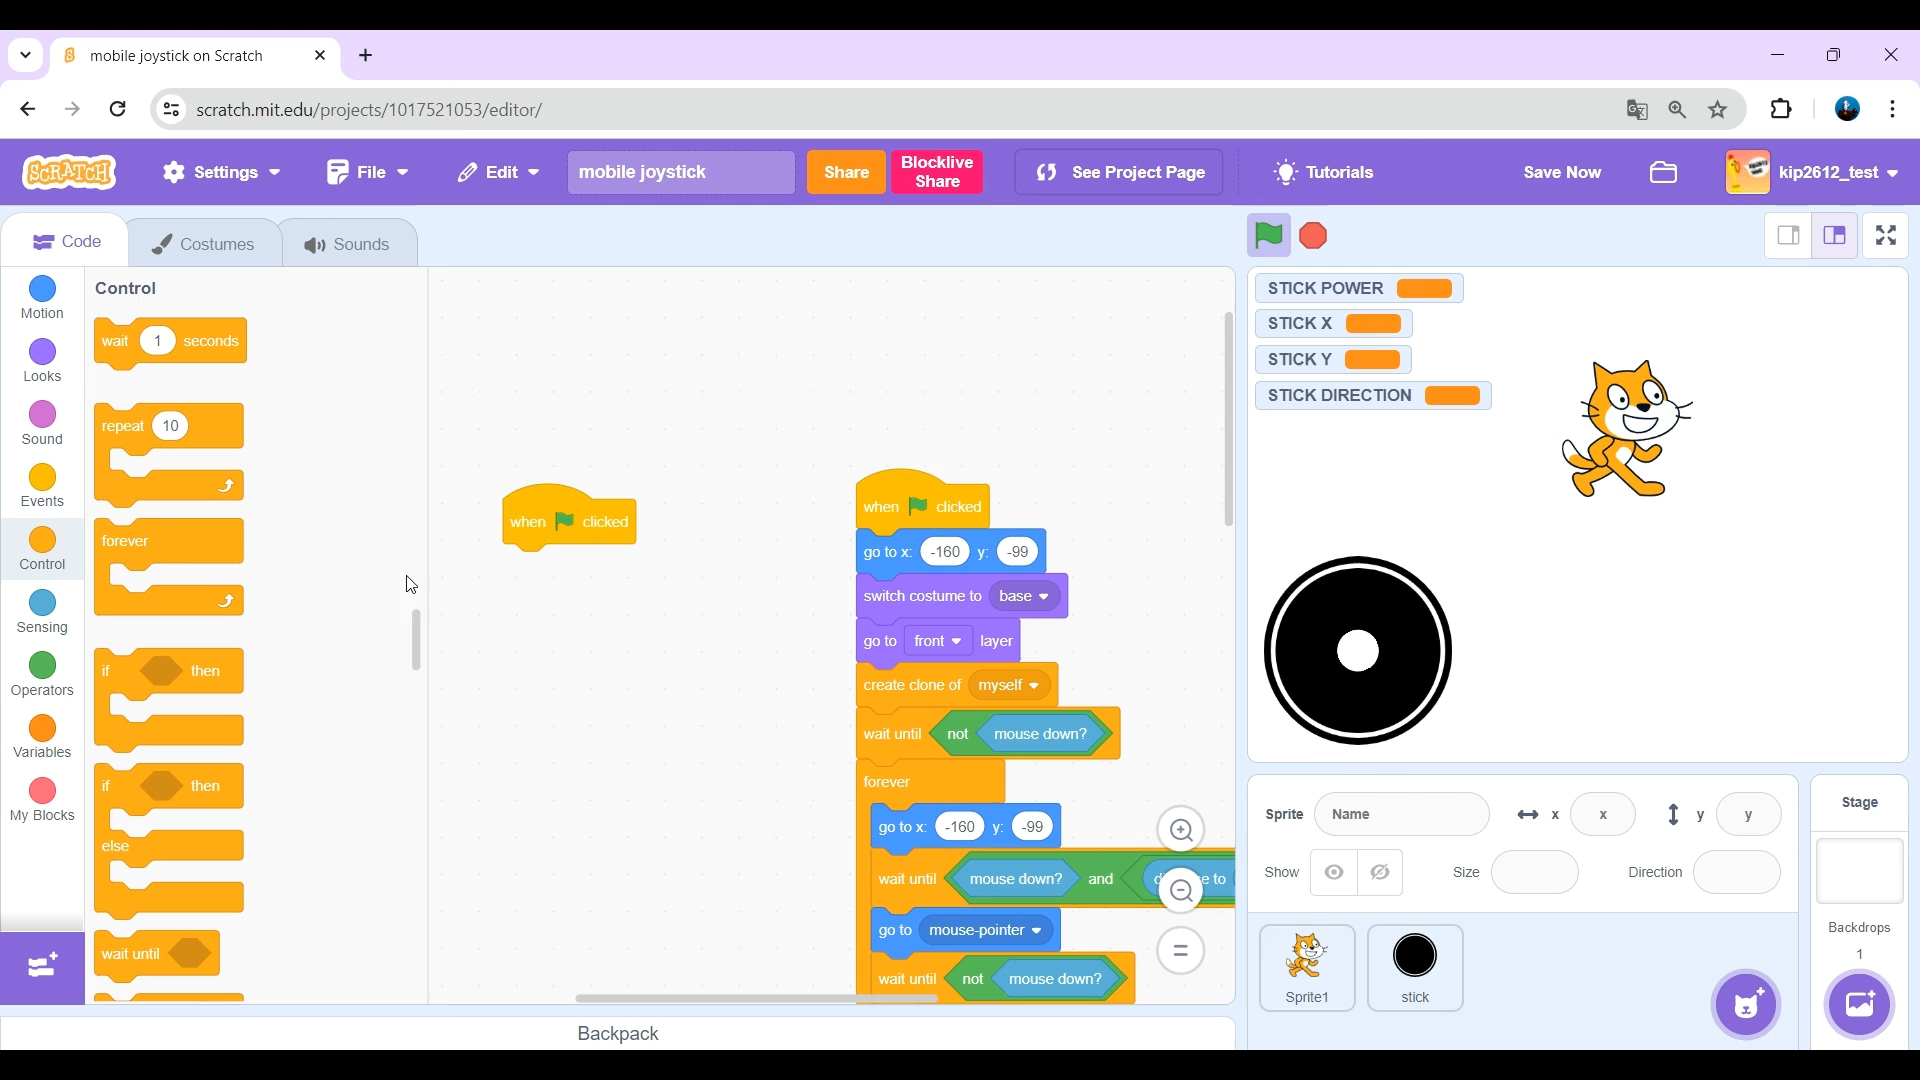 mobile joystick on Scratch
scratch.mit.edu/projects/1017521053/editor/
SCRATCH
Settings
File
Edit
mobile joystick
Share
Blocklive
Share
See Project Page
Tutorials
Save Now
kip2612_test
Code
Costumes
Sounds
Motion
Looks
Sound
Events
Control
Sensing
Operators
Variables
My Blocks
Control
wait 1 seconds
repeat 10
forever
if then
if then
else
wait until
when clicked
when clicked
go to x: -160 y: -99
switch costume to base
go to front layer
create clone of myself
wait until not mouse down?
forever
go to x: -160 y: -99
wait until mouse down? and
go to mouse-pointer
wait until not mouse down?
Backpack
STICK POWER
STICK X
STICK Y
STICK DIRECTION
Sprite Name x x y y
Show Size Direction
Sprite1
stick
Stage
Backdrops
1